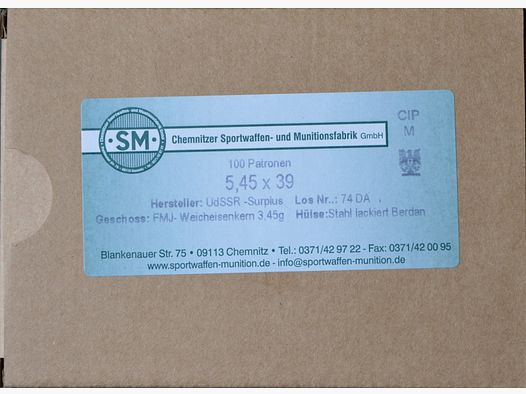 SM
Chemnitzer Sportwaffen- und Munitionsfabrik GmbH
CIP
M
100 Patronen
5,45 x 39
Hersteller: UdSSR -Surplus Los Nr..: 74 DA
Geschoss: FMJ- Weicheisenkern 3,45g Hülse:Stahl lackiert Berdan
Blankenauer Str. 75 • 09113 Chemnitz • Tel.: 0371/42 97 22 - Fax: 0371/42 00 95
www.sportwaffen-munition.de - info@sportwaffen-munition.de